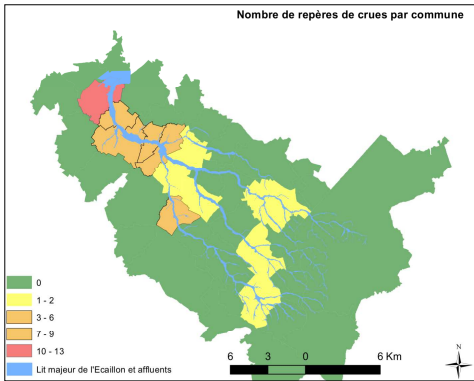 Nombre de repères de crues par commune
0
1 - 2
3 - 6
7 - 9
10 - 13
Lit majeur de l'Ecaillon et affluents
6 3 0 6 Km
N